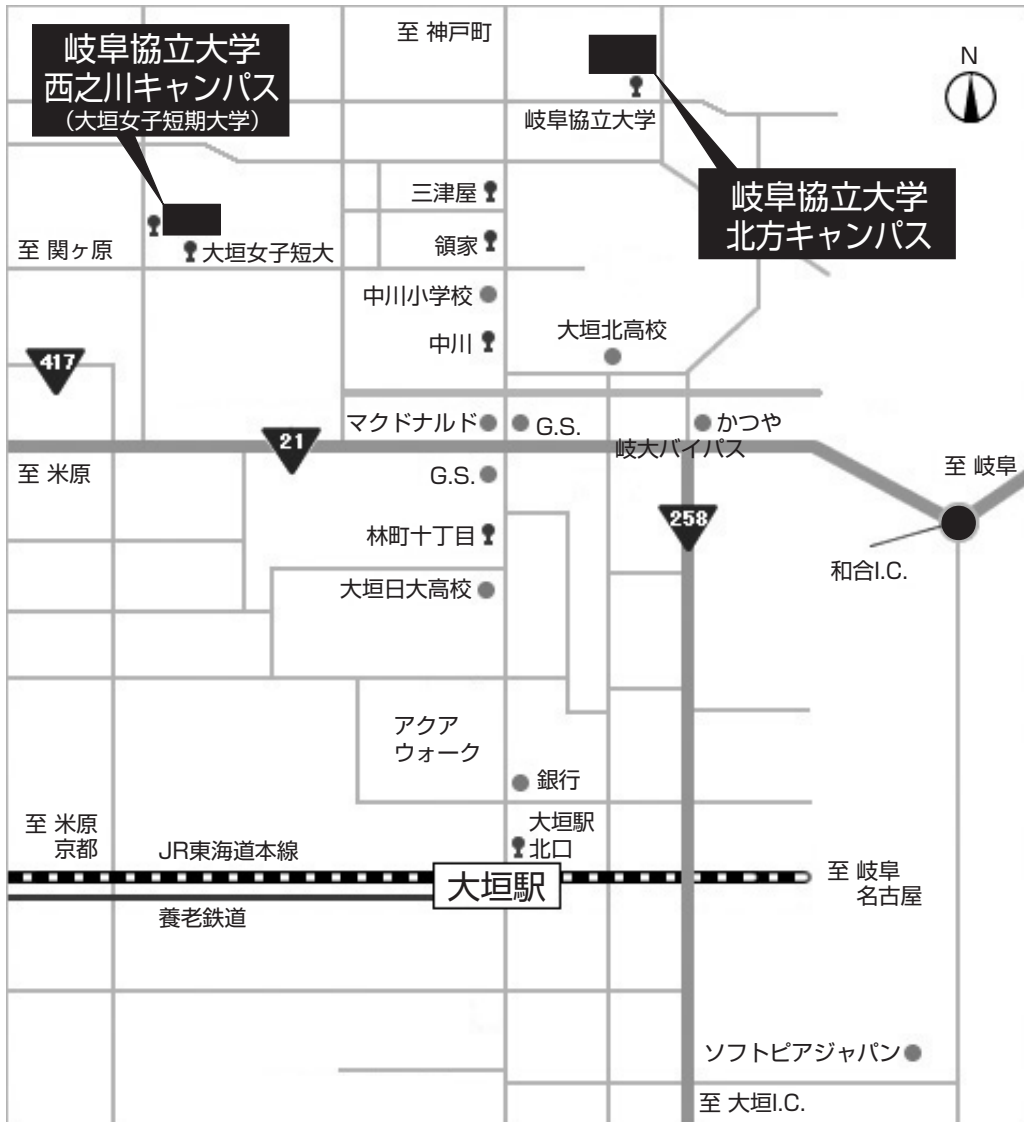 至 神戸町
岐阜協立大学
西之川キャンパス
(大垣女子短期大学)
N
岐阜協立大学
三津屋
岐阜協立大学
北方キャンパス
至 関ヶ原
大垣女子短大
領家
中川小学校
中川
大垣北高校
417
マクドナルド
G.S.
かつや
21
岐大バイパス
至 米原
G.S.
至 岐阜
258
林町十丁目
和合I.C.
大垣日大高校
アクア
ウォーク
銀行
至 米原
京都
JR東海道本線
大垣駅
北口
大垣駅
至 岐阜
名古屋
養老鉄道
ソフトピアジャパン
至 大垣I.C.